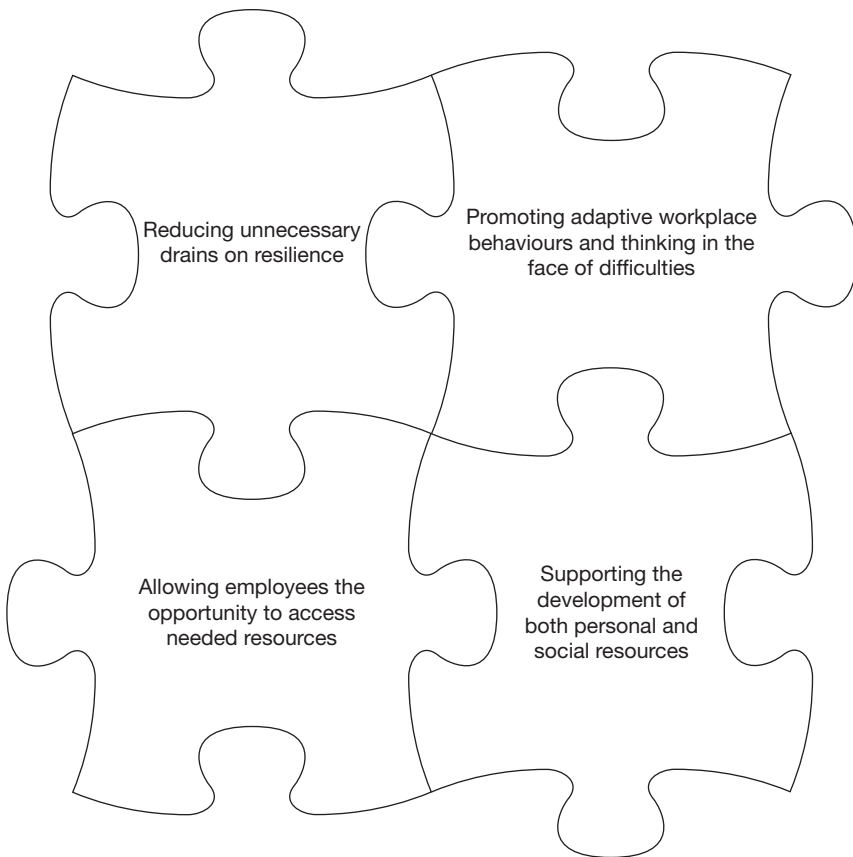 Reducing unnecessary
drains on resilience
Promoting adaptive workplace
behaviours and thinking in the
face of difficulties
Allowing employees the
opportunity to access
needed resources
Supporting the
development of
both personal and
social resources